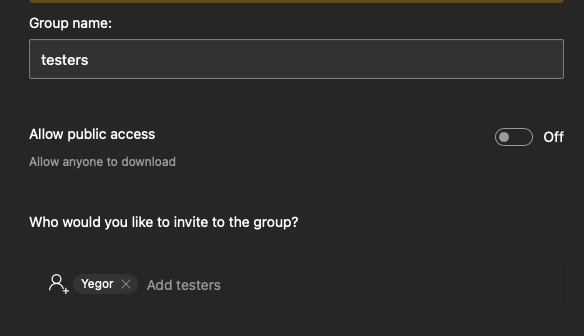 Group name:
testers
Allow public access
Off
Allow anyone to download
Who would you like to invite to the group?
Yegor Add testers